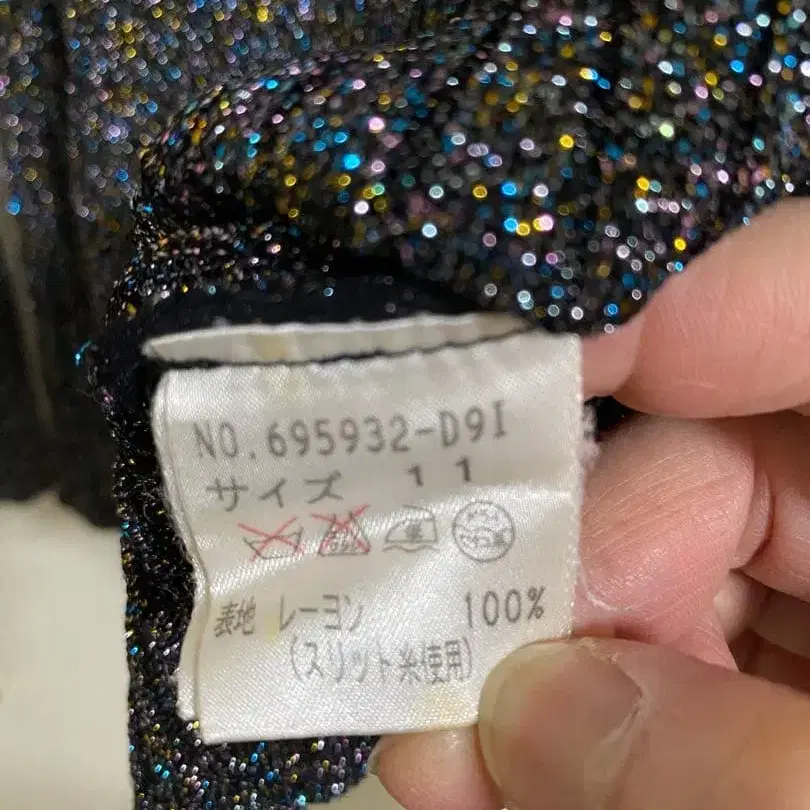 NO.695932-D9I
サイズ 11
表地 レーヨン 100%
(スリット糸使用)